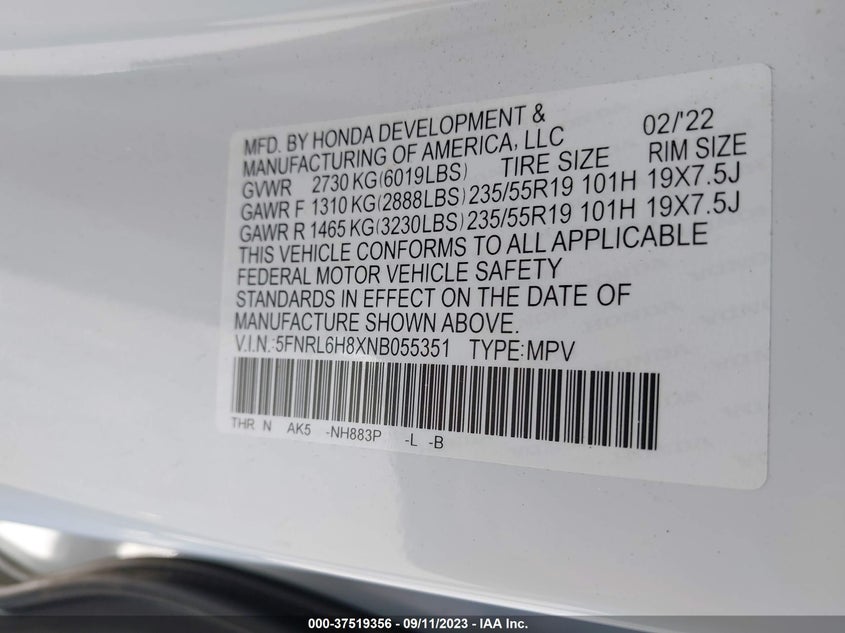 MFD. BY HONDA DEVELOPMENT & 02/'22
MANUFACTURING OF AMERICA, LLC
GVWR 2730 KG(6019LBS) TIRE SIZE RIM SIZE
GAWR F 1310 KG(2888LBS) 235/55R19 101H 19X7.5J
GAWR R 1465 KG(3230LBS) 235/55R19 101H 19X7.5J
THIS VEHICLE CONFORMS TO ALL APPLICABLE
FEDERAL MOTOR VEHICLE SAFETY
STANDARDS IN EFFECT ON THE DATE OF
MANUFACTURE SHOWN ABOVE.
V.I.N.:5FNRL6H8XNB055351 TYPE:MPV
THR N AK5 -NH883P -L -B
000-37519356 - 09/11/2023 - IAA Inc.